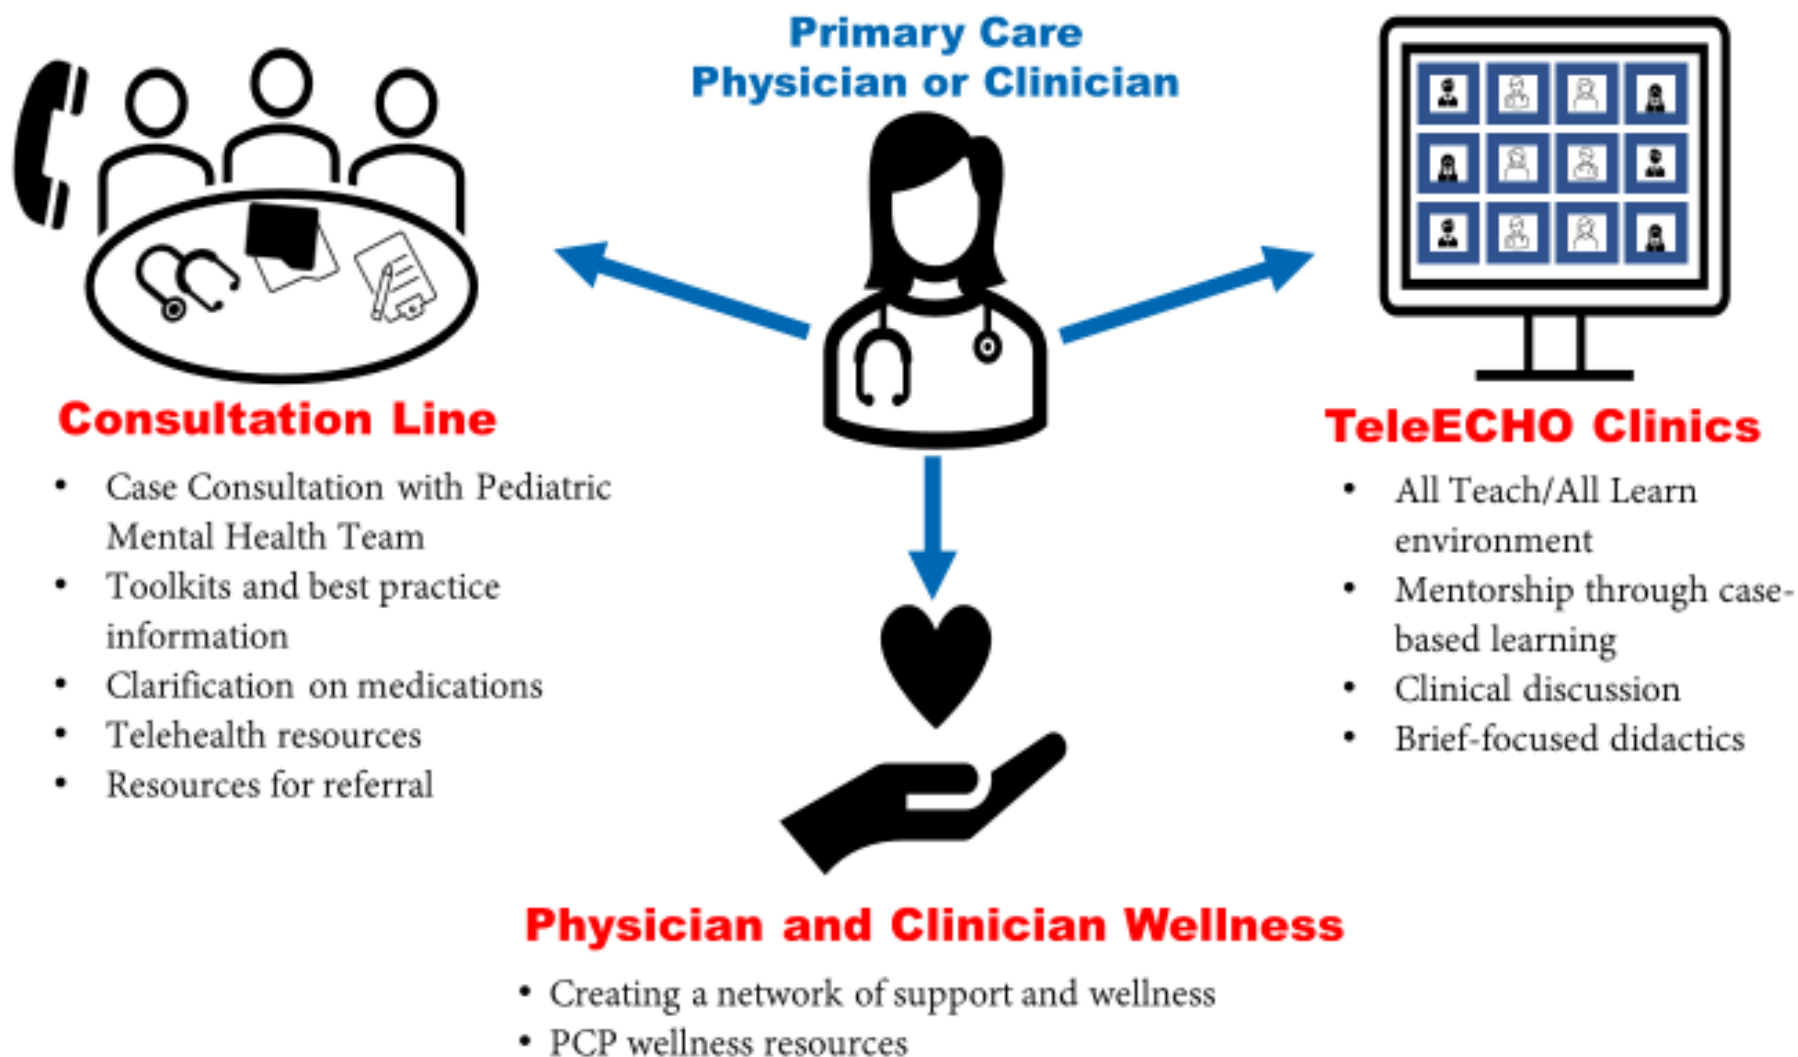 Primary Care
Physician or Clinician
Consultation Line
• Case Consultation with Pediatric
Mental Health Team
• Toolkits and best practice
information
• Clarification on medications
• Telehealth resources
• Resources for referral
TeleECHO Clinics
• All Teach/All Learn
environment
• Mentorship through case-
based learning
• Clinical discussion
• Brief-focused didactics
Physician and Clinician Wellness
• Creating a network of support and wellness
• PCP wellness resources